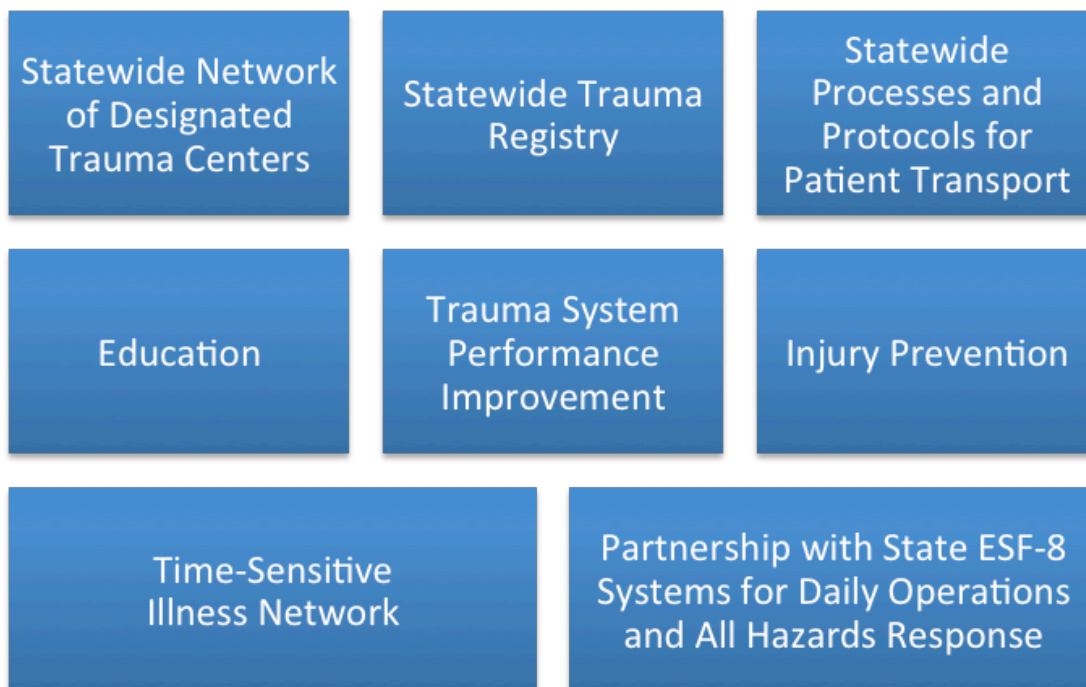 Statewide Network
of Designated
Trauma Centers
Statewide Trauma
Registry
Statewide
Processes and
Protocols for
Patient Transport
Education
Trauma System
Performance
Improvement
Injury Prevention
Time-Sensitive
Illness Network
Partnership with State ESF-8
Systems for Daily Operations
and All Hazards Response